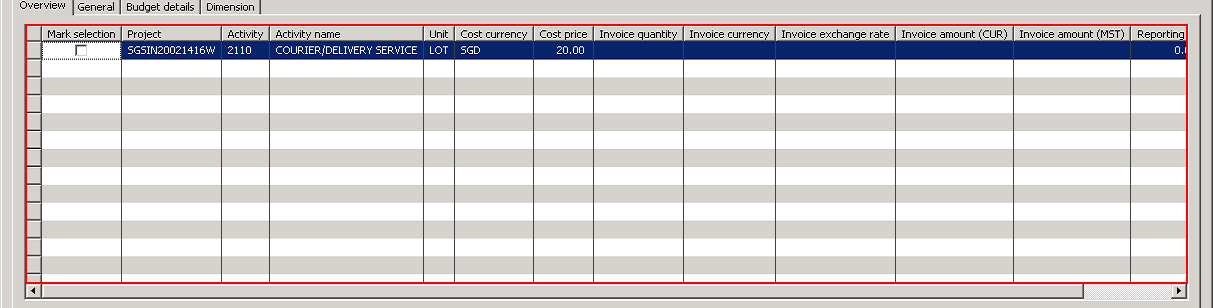 Overview General Budget details Dimension
Mark selection Project Activity Activity name Unit Cost currency Cost price Invoice quantity Invoice currency Invoice exchange rate Invoice amount (CUR) Invoice amount (MST) Reporting
SGSIN20021416W 2110 COURIER/DELIVERY SERVICE LOT SGD 20.00 0.0